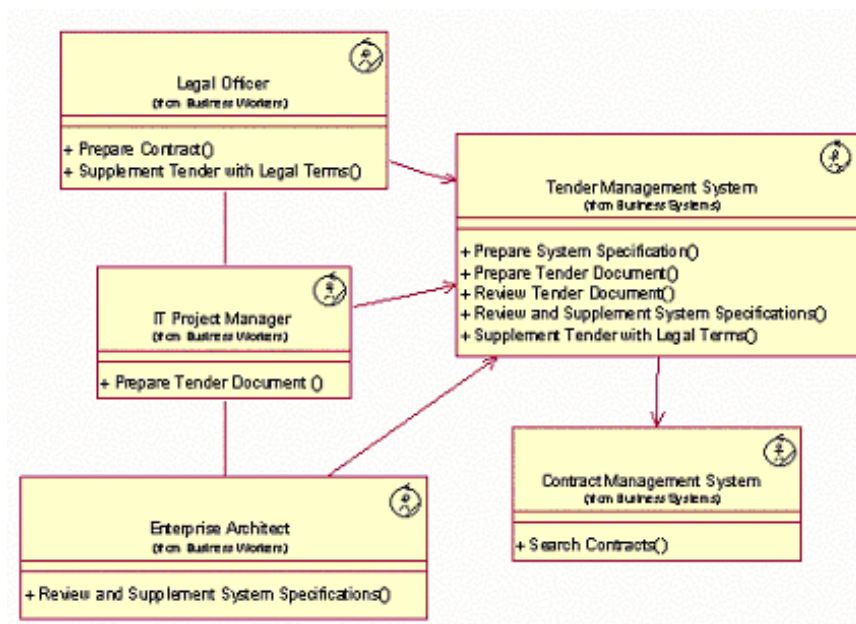 Legal Officer
(from Business Workers)
+ Prepare Contract()
+ Supplement Tender with Legal Terms()
Tender Management System
(from Business Systems)
+ Prepare System Specification()
+ Prepare Tender Document()
+ Review Tender Document()
+ Review and Supplement System Specifications()
+ Supplement Tender with Legal Terms()
IT Project Manager
(from Business Workers)
+ Prepare Tender Document ()
Contract Management System
(from Business Systems)
+ Search Contracts()
Enterprise Architect
(from Business Workers)
+ Review and Supplement System Specifications()